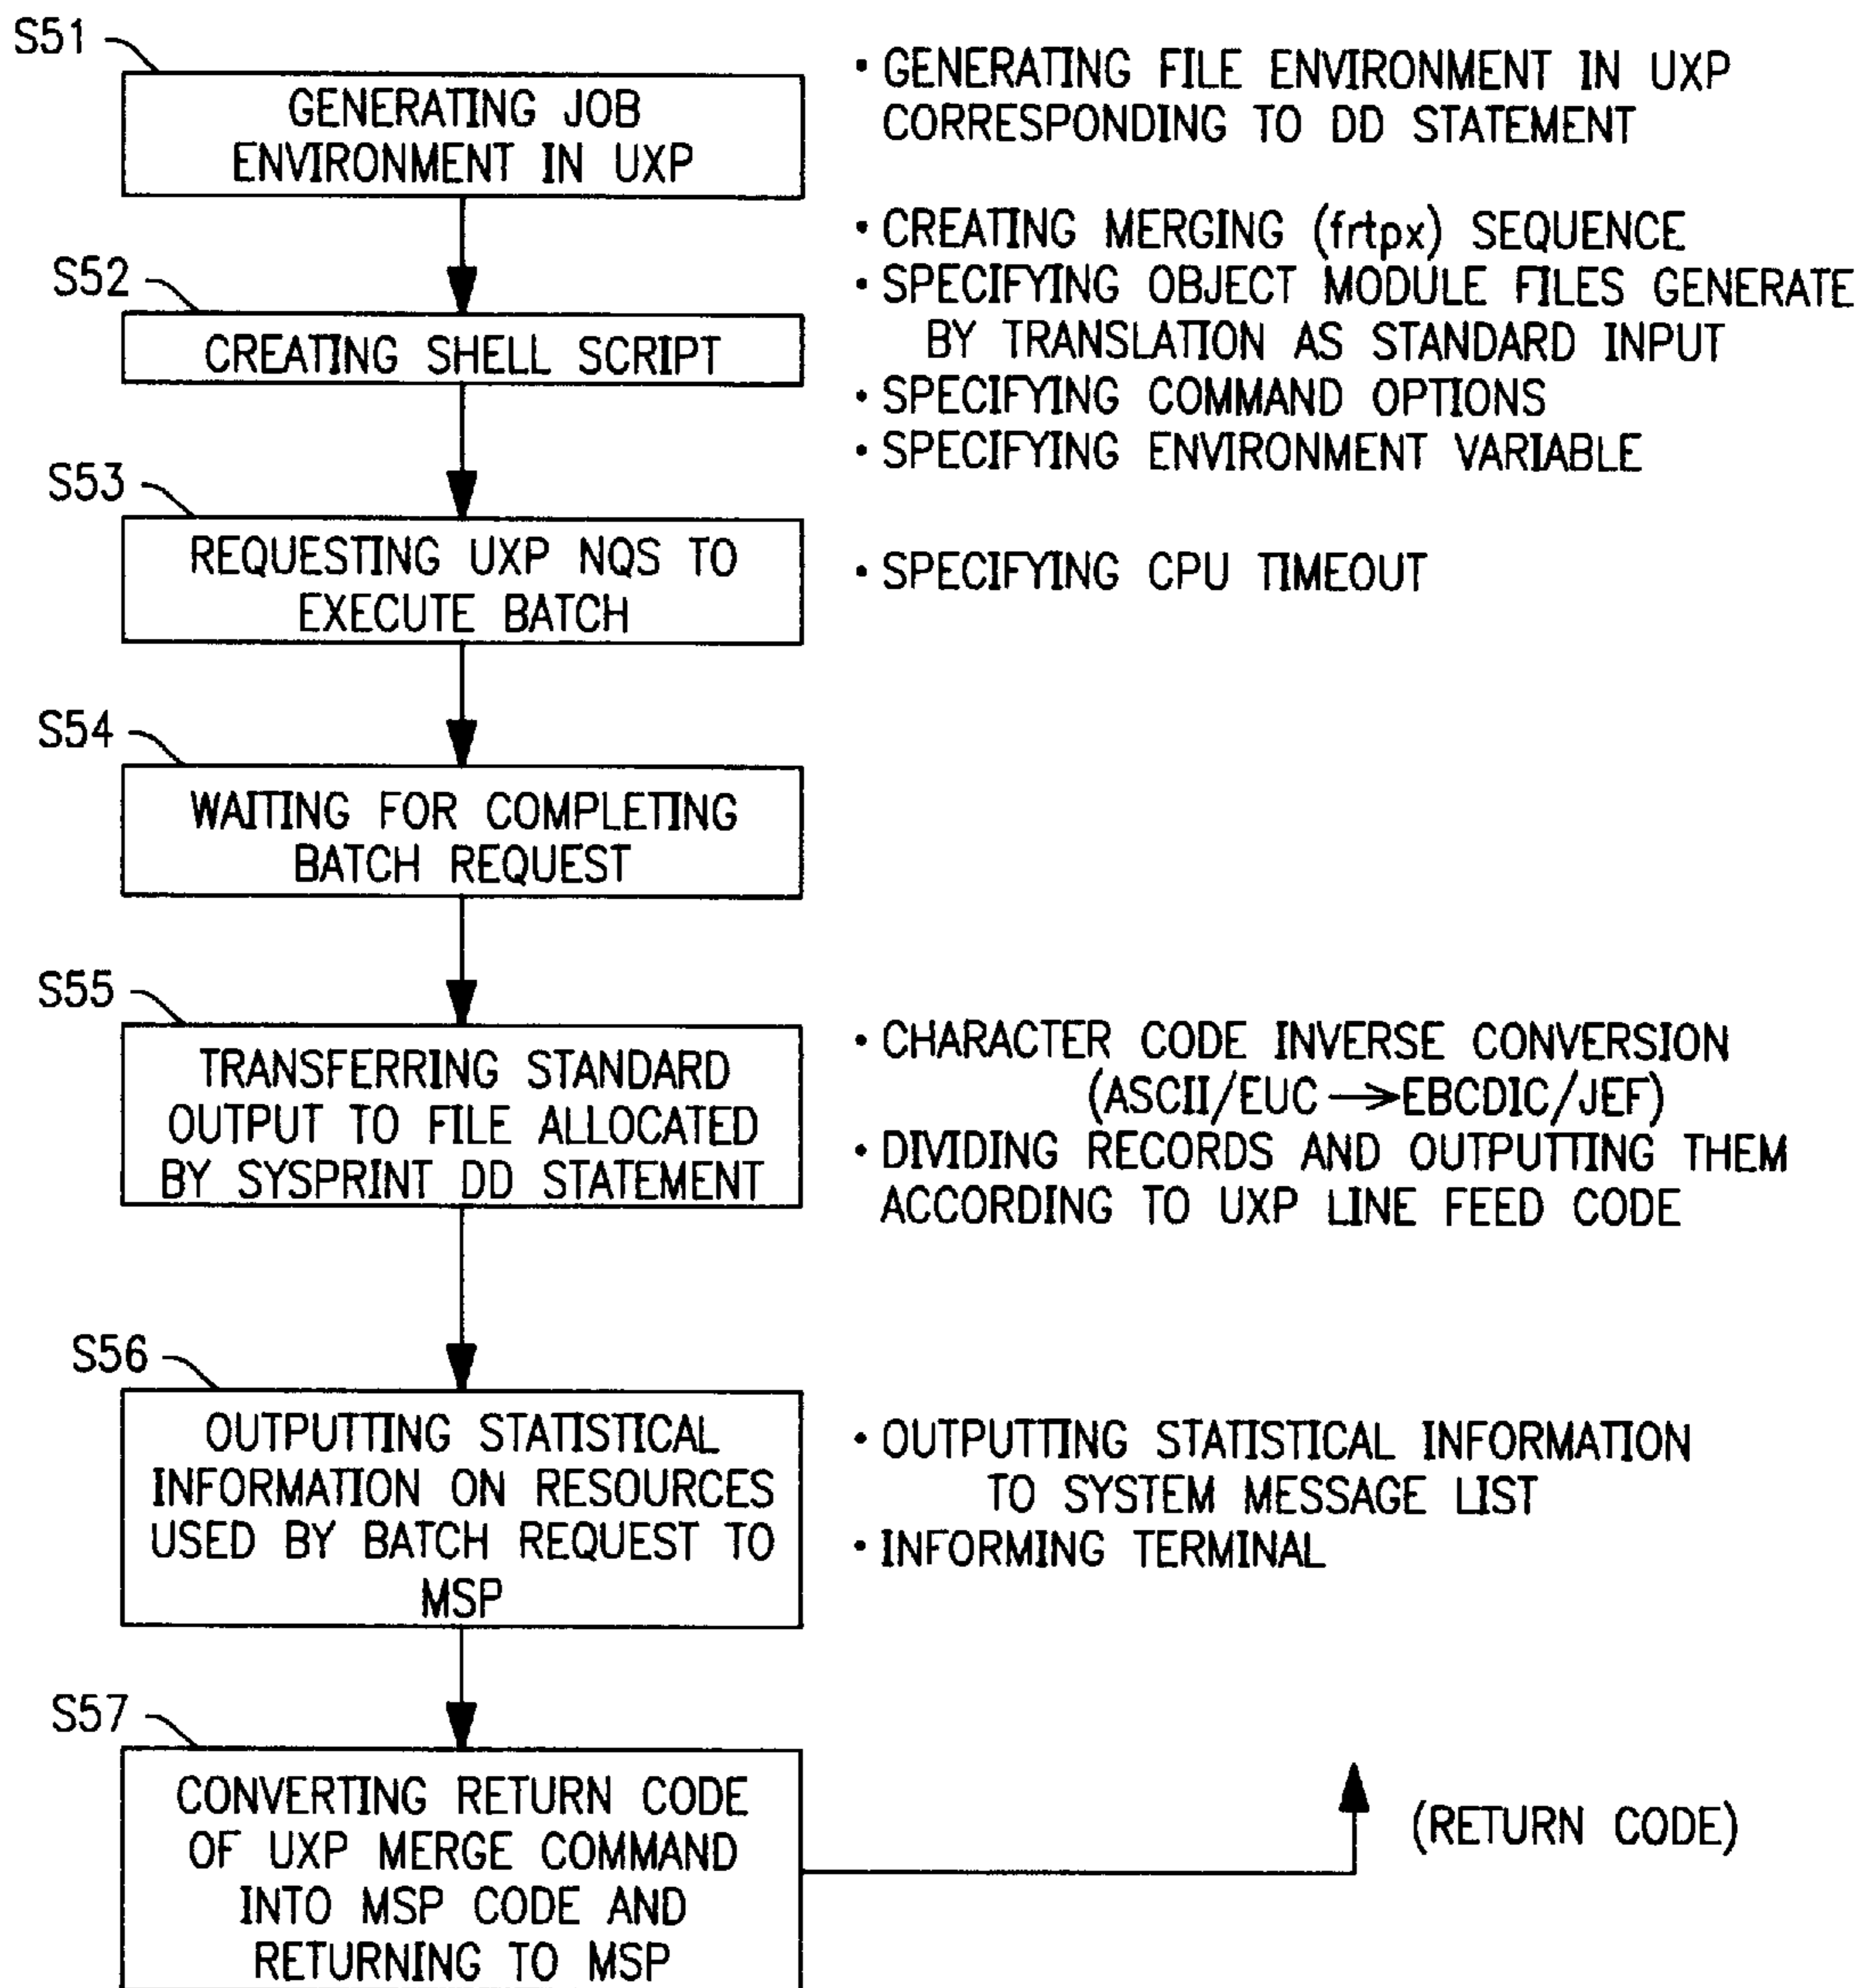 S51
GENERATING JOB
ENVIRONMENT IN UXP
· GENERATING FILE ENVIRONMENT IN UXP
CORRESPONDING TO DD STATEMENT
S52
CREATING SHELL SCRIPT
· CREATING MERGING (frtpx) SEQUENCE
· SPECIFYING OBJECT MODULE FILES GENERATE
BY TRANSLATION AS STANDARD INPUT
· SPECIFYING COMMAND OPTIONS
· SPECIFYING ENVIRONMENT VARIABLE
S53
REQUESTING UXP NQS TO
EXECUTE BATCH
· SPECIFYING CPU TIMEOUT
S54
WAITING FOR COMPLETING
BATCH REQUEST
S55
TRANSFERRING STANDARD
OUTPUT TO FILE ALLOCATED
BY SYSPRINT DD STATEMENT
· CHARACTER CODE INVERSE CONVERSION
(ASCII/EUC → EBCDIC/JEF)
· DIVIDING RECORDS AND OUTPUTTING THEM
ACCORDING TO UXP LINE FEED CODE
S56
OUTPUTTING STATISTICAL
INFORMATION ON RESOURCES
USED BY BATCH REQUEST TO
MSP
· OUTPUTTING STATISTICAL INFORMATION
TO SYSTEM MESSAGE LIST
· INFORMING TERMINAL
S57
CONVERTING RETURN CODE
OF UXP MERGE COMMAND
INTO MSP CODE AND
RETURNING TO MSP
(RETURN CODE)